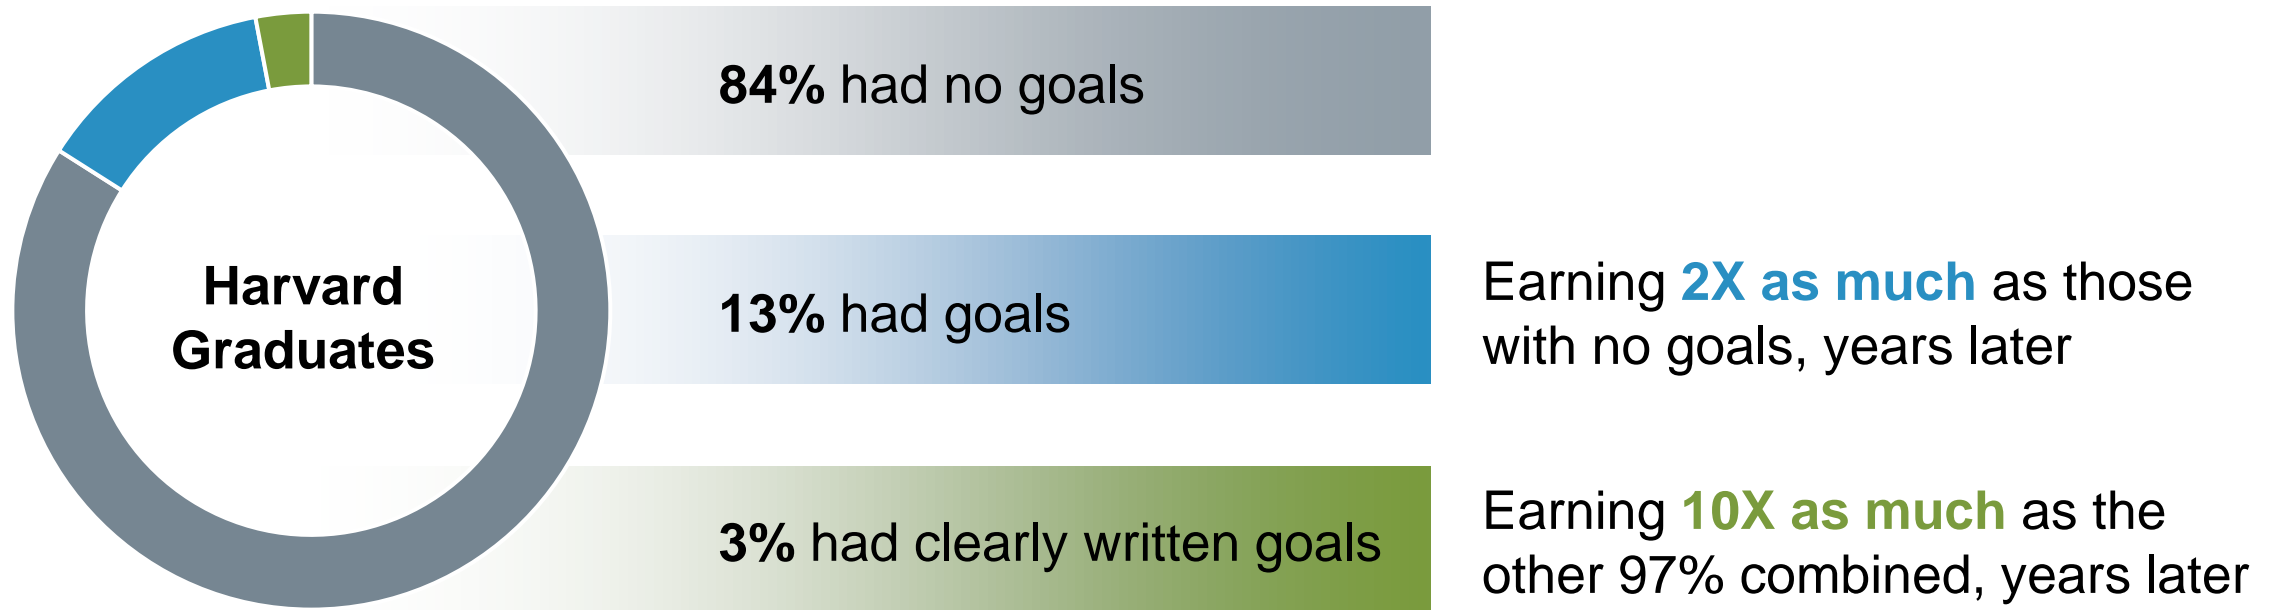 Harvard
Graduates
84% had no goals
13% had goals
Earning 2X as much as those
with no goals, years later
3% had clearly written goals
Earning 10X as much as the
other 97% combined, years later